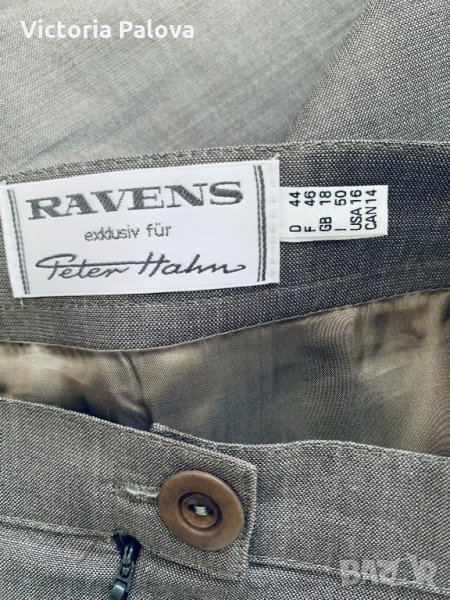 Victoria Palova
RAVENS
exklusiv für
Peter Hahn
D 44
F 46
GB 18
I 50
USA 16
CAN 14
BAZAR